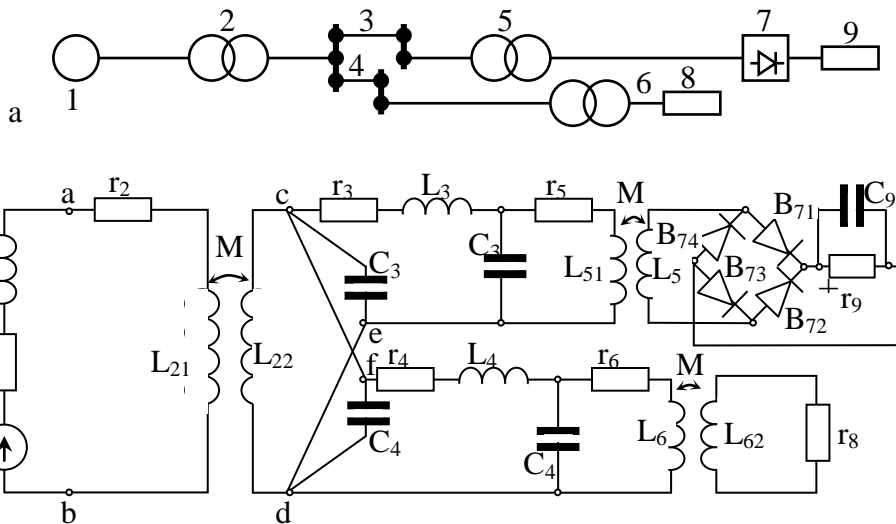 2 3 5 7 9
4
1 6 8
a
a r₂ c r₃ L₃ r₅ M C₉
M C₃ C₃ L₅₁ L₅ B₇₄ B₇₁ B₇₃
L₂₁ L₂₂ e + r₉ B₇₂
f r₄ L₄ r₆ M
C₄ C₄ L₆ L₆₂ r₈
b d